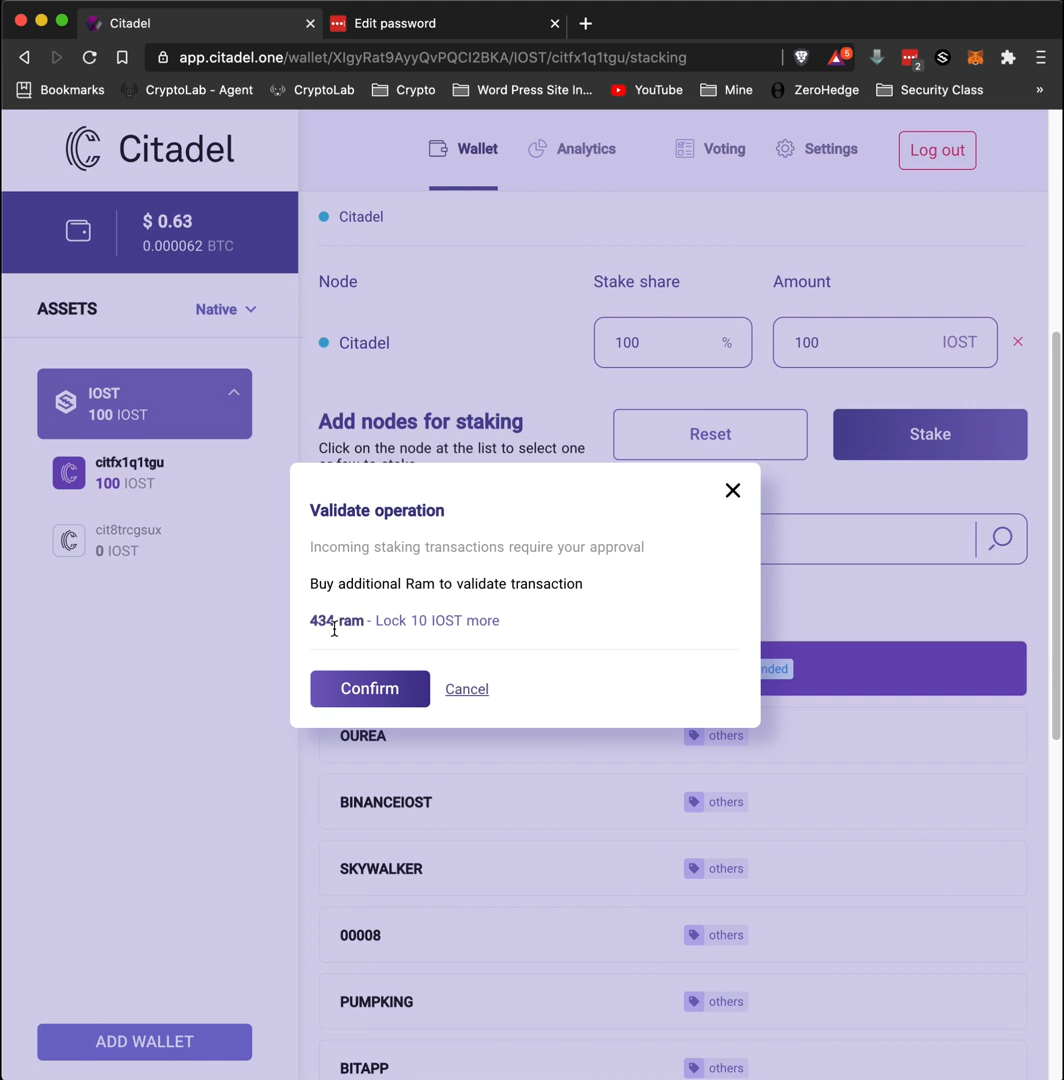 Citadel
Edit password
app.citadel.one/wallet/XIgyRat9AyyQvPQCI2BKA/IOST/citfx1q1tgu/stacking
5
2
Bookmarks
CryptoLab - Agent
CryptoLab
Crypto
Word Press Site In...
YouTube
Mine
ZeroHedge
Security Class
»
Citadel
Wallet
Analytics
Voting
Settings
Log out
$ 0.63
0.000062 BTC
ASSETS
Native
IOST
100 IOST
citfx1q1tgu
100 IOST
cit8trcgsux
0 IOST
ADD WALLET
Citadel
Node Stake share Amount
Citadel 100 % 100 IOST
Add nodes for staking
Click on the node at the list to select one
Reset
Stake
Validate operation
Incoming staking transactions require your approval
Buy additional Ram to validate transaction
434 ram - Lock 10 IOST more
Confirm
Cancel
nded
OUREA others
BINANCEIOST others
SKYWALKER others
00008 others
PUMPKING others
BITAPP others